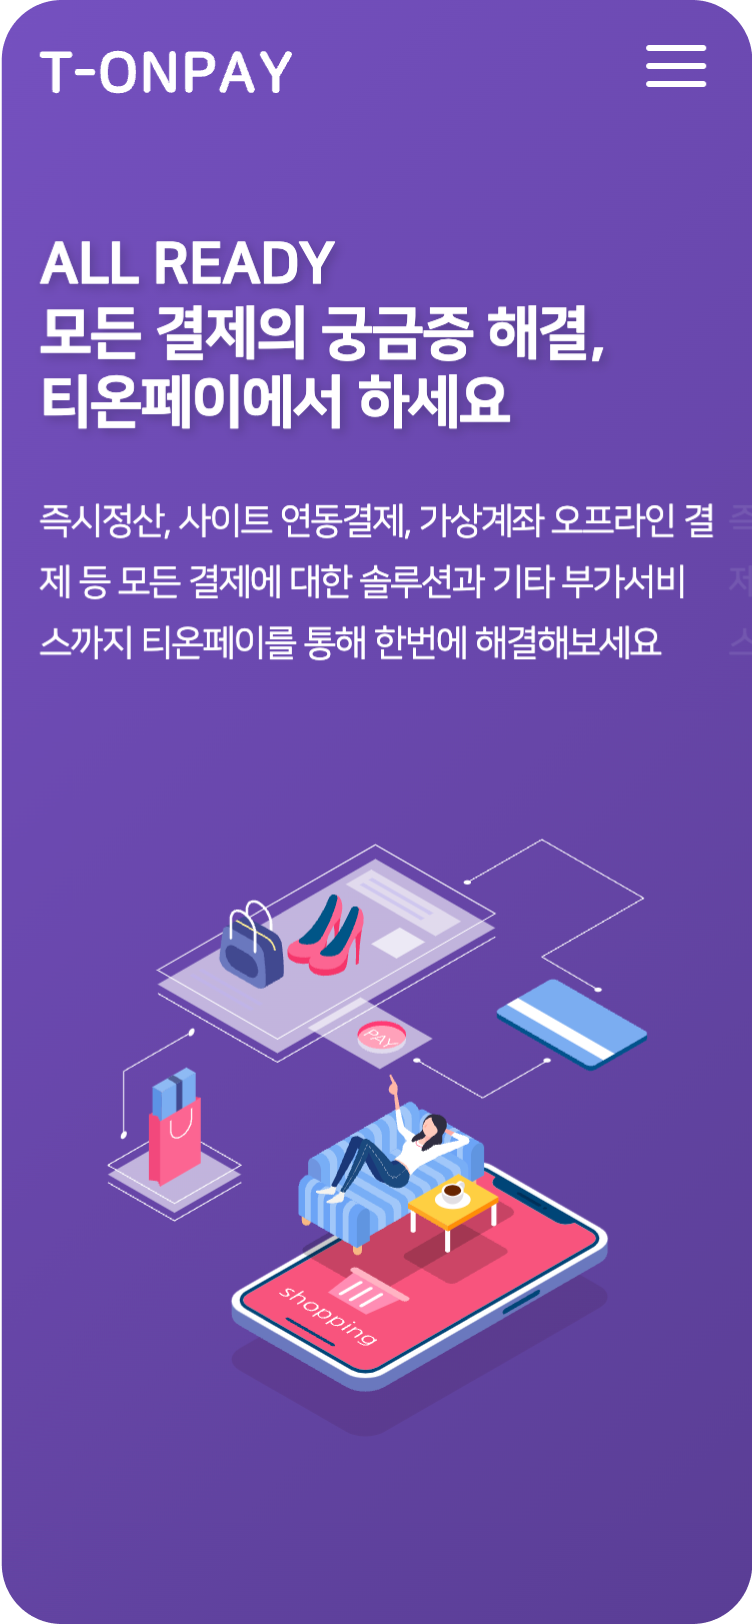 T-ONPAY
ALL READY
모든 결제의 궁금증 해결,
티온페이에서 하세요
즉시정산, 사이트 연동결제, 가상계좌 오프라인 결
제 등 모든 결제에 대한 솔루션과 기타 부가서비
스까지 티온페이를 통해 한번에 해결해보세요
즉
제
스
PAY
shopping